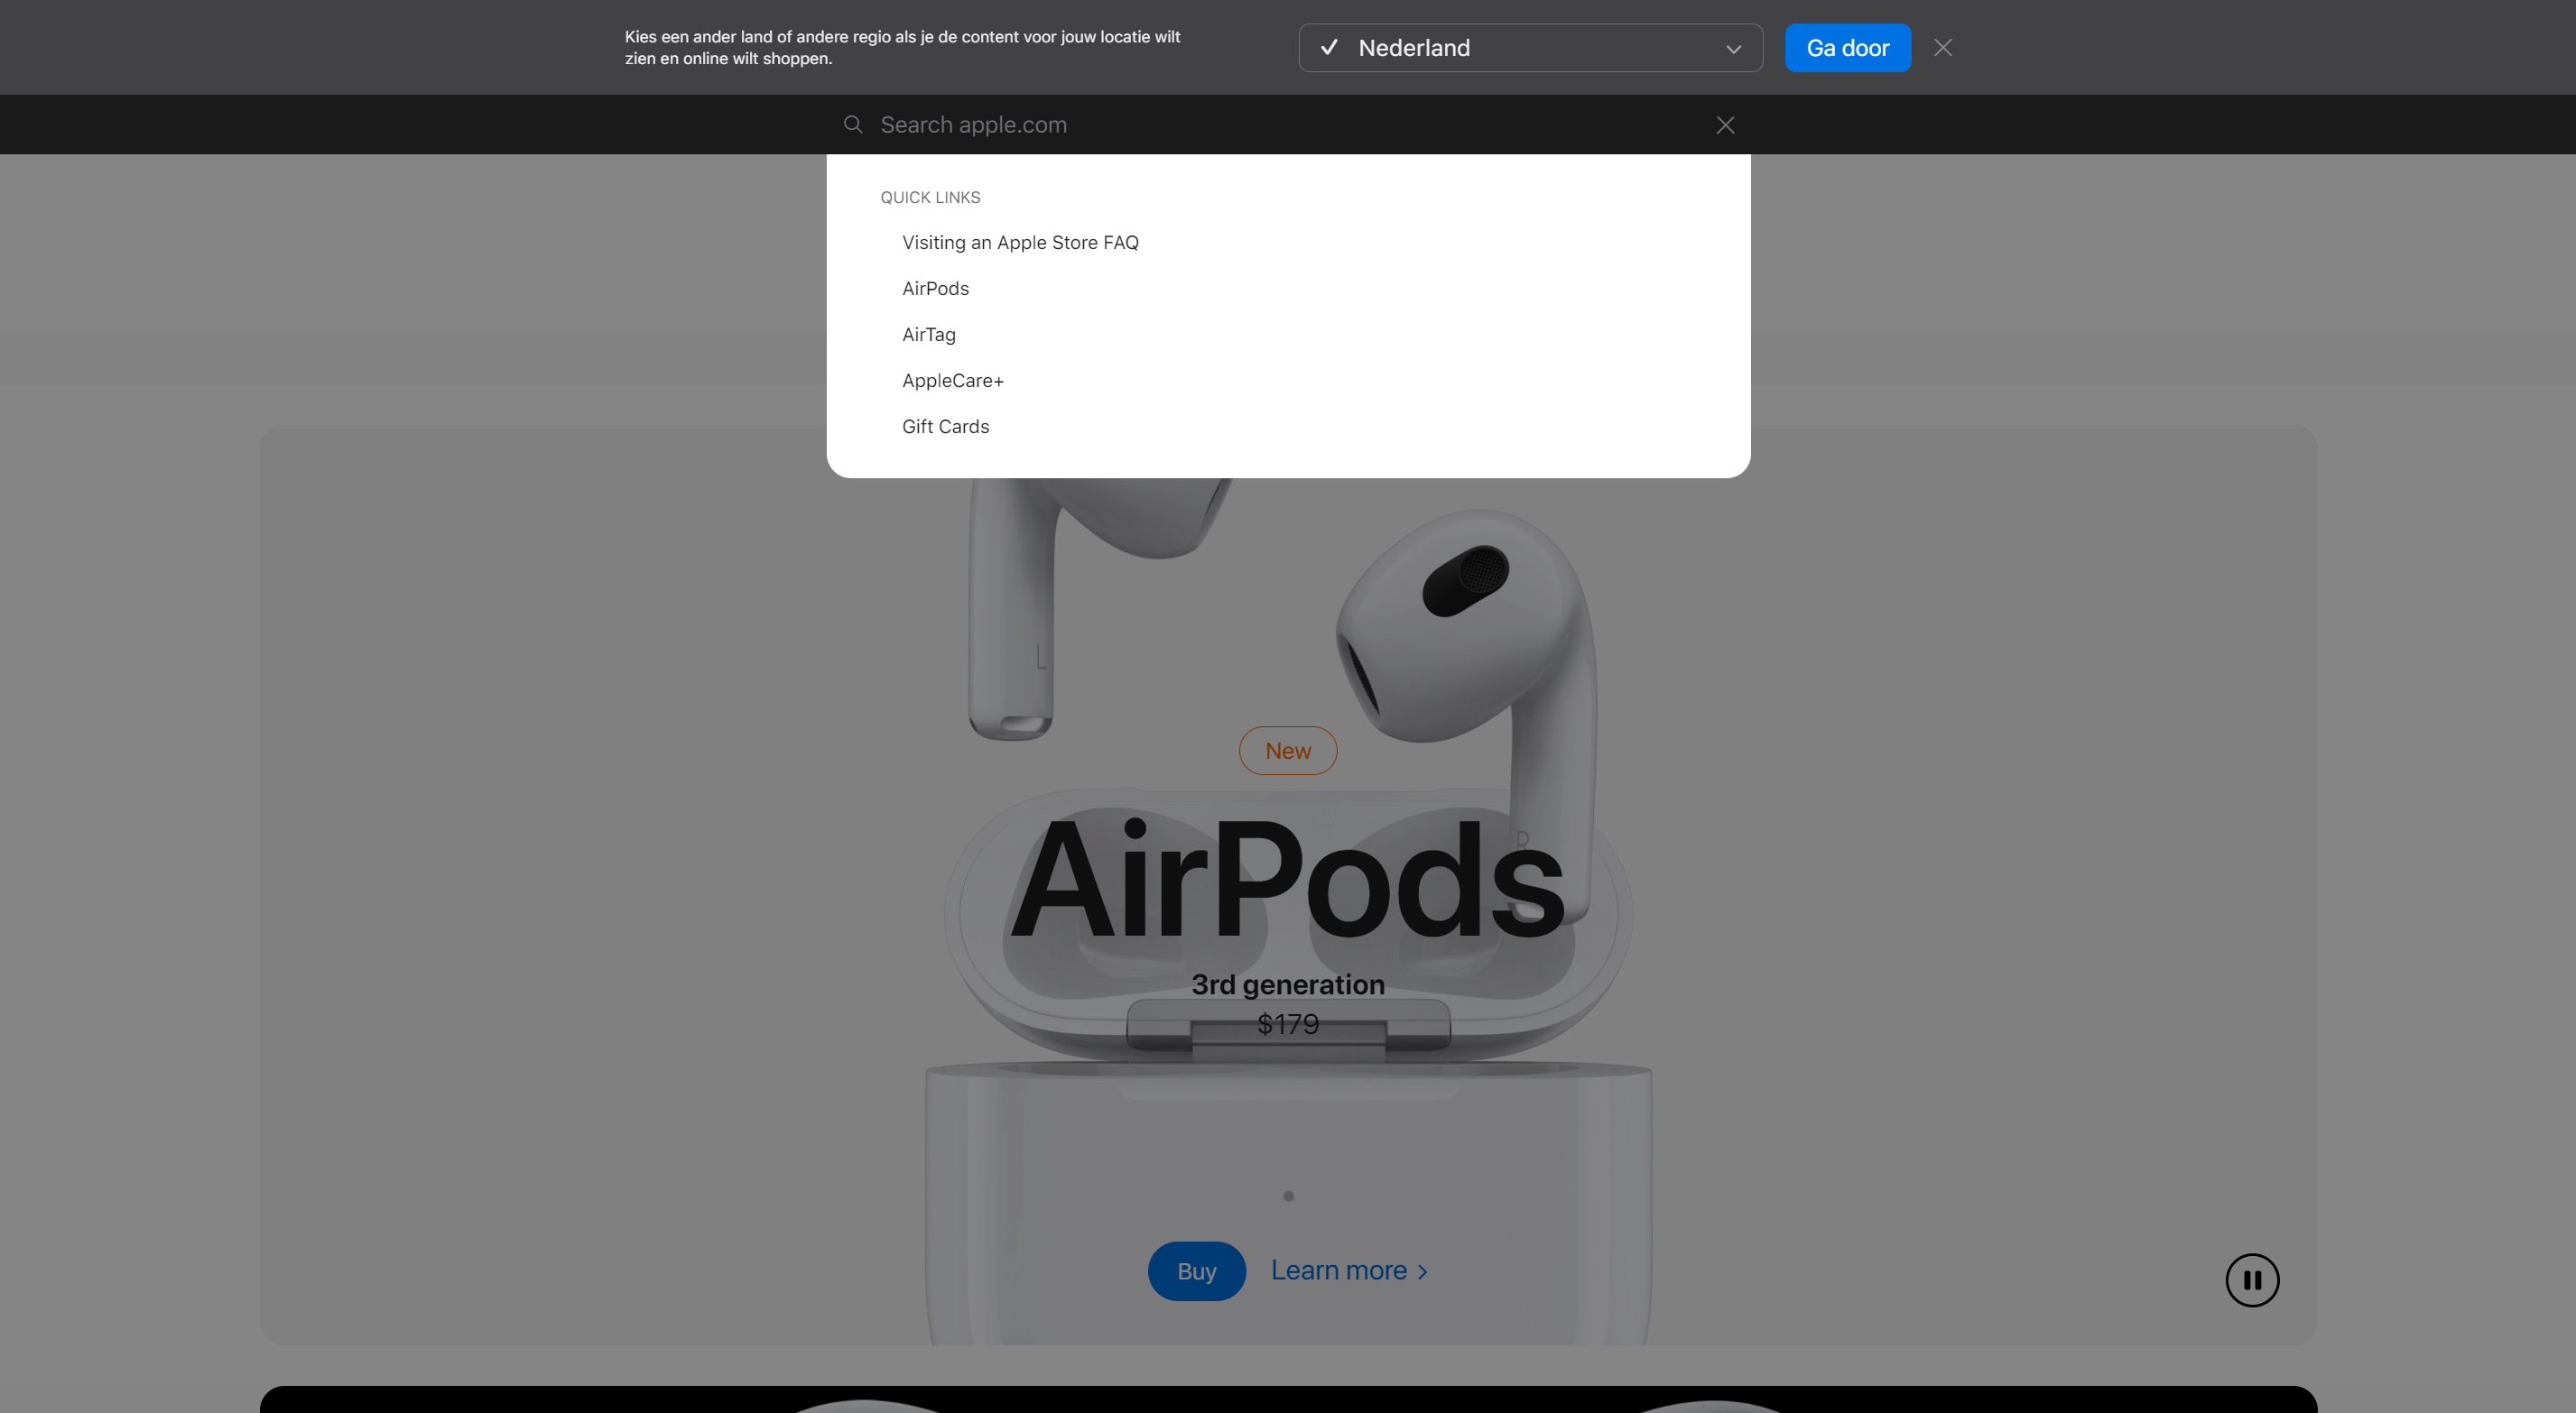 Kies een ander land of andere regio als je de content voor jouw locatie wilt
zien en online wilt shoppen.
Nederland
Ga door
Search apple.com
QUICK LINKS
Visiting an Apple Store FAQ
AirPods
AirTag
AppleCare+
Gift Cards
L
New
R
AirPods
3rd generation
$179
Buy
Learn more